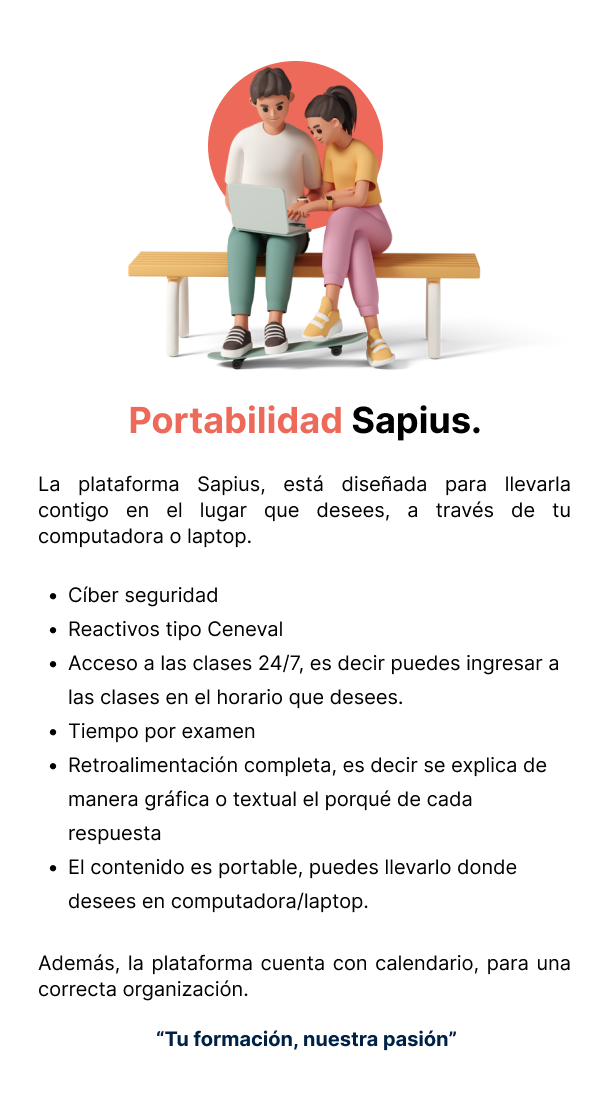 Portabilidad Sapius.
La plataforma Sapius, está diseñada para llevarla
contigo en el lugar que desees, a través de tu
computadora o laptop.
• Cíber seguridad
• Reactivos tipo Ceneval
• Acceso a las clases 24/7, es decir puedes ingresar a
las clases en el horario que desees.
• Tiempo por examen
• Retroalimentación completa, es decir se explica de
manera gráfica o textual el porqué de cada
respuesta
• El contenido es portable, puedes llevarlo donde
desees en computadora/laptop.
Además, la plataforma cuenta con calendario, para una
correcta organización.
“Tu formación, nuestra pasión”